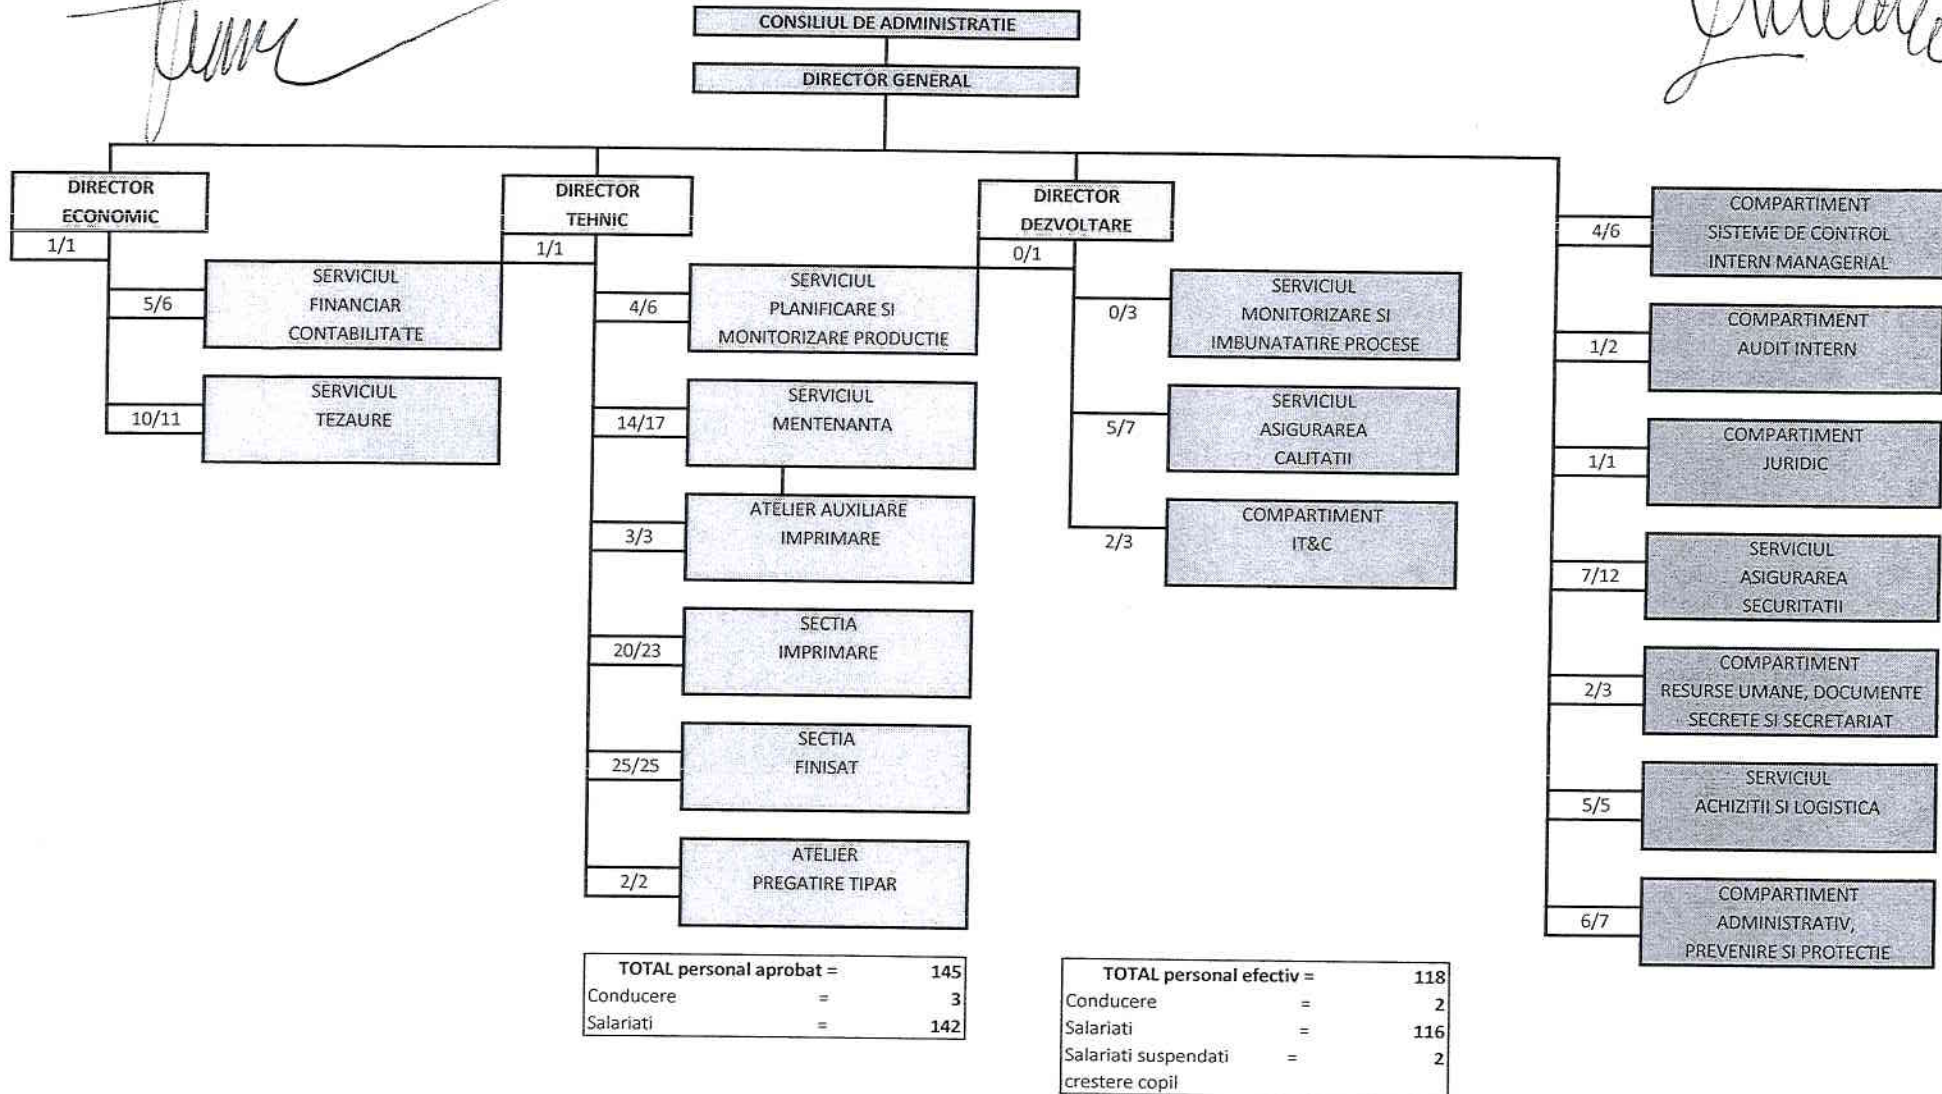 CONSILIUL DE ADMINISTRATIE
DIRECTOR GENERAL
DIRECTOR
ECONOMIC
1/1
5/6
SERVICIUL
FINANCIAR
CONTABILITATE
10/11
SERVICIUL
TEZAURE
DIRECTOR
TEHNIC
1/1
4/6
SERVICIUL
PLANIFICARE SI
MONITORIZARE PRODUCTIE
14/17
SERVICIUL
MENTENANTA
3/3
ATELIER AUXILIARE
IMPRIMARE
20/23
SECTIA
IMPRIMARE
25/25
SECTIA
FINISAT
2/2
ATELIER
PREGATIRE TIPAR
DIRECTOR
DEZVOLTARE
0/1
0/3
SERVICIUL
MONITORIZARE SI
IMBUNATATIRE PROCESE
5/7
SERVICIUL
ASIGURAREA
CALITATII
2/3
COMPARTIMENT
IT&C
4/6
COMPARTIMENT
SISTEME DE CONTROL
INTERN MANAGERIAL
1/2
COMPARTIMENT
AUDIT INTERN
1/1
COMPARTIMENT
JURIDIC
7/12
SERVICIUL
ASIGURAREA
SECURITATII
2/3
COMPARTIMENT
RESURSE UMANE, DOCUMENTE
SECRETE SI SECRETARIAT
5/5
SERVICIUL
ACHIZITII SI LOGISTICA
6/7
COMPARTIMENT
ADMINISTRATIV,
PREVENIRE SI PROTECTIE
TOTAL personal aprobat = 145
Conducere = 3
Salariati = 142
TOTAL personal efectiv = 118
Conducere = 2
Salariati = 116
Salariati suspendati = 2
crestere copil